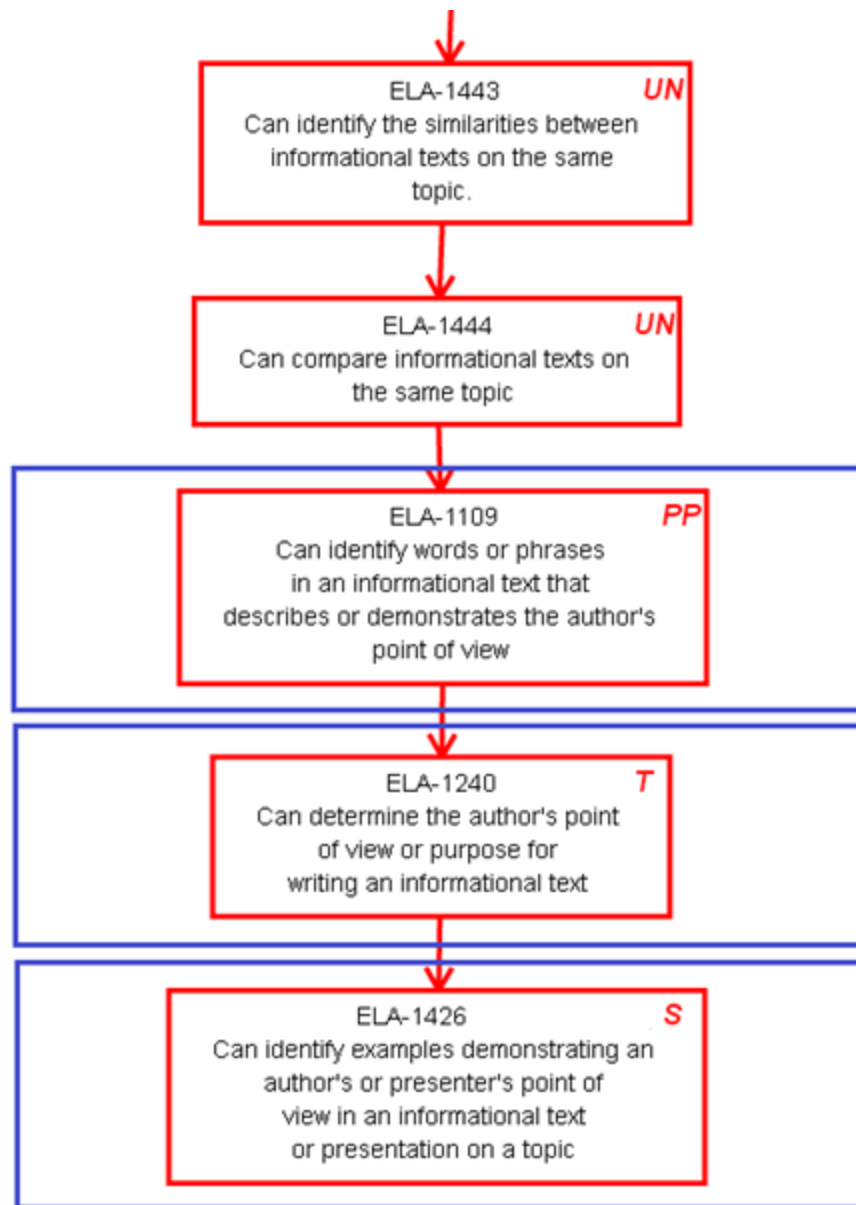 ELA-1443 UN
Can identify the similarities between
informational texts on the same
topic.
ELA-1444 UN
Can compare informational texts on
the same topic
ELA-1109 PP
Can identify words or phrases
in an informational text that
describes or demonstrates the author's
point of view
ELA-1240 T
Can determine the author's point
of view or purpose for
writing an informational text
ELA-1426 S
Can identify examples demonstrating an
author's or presenter's point of
view in an informational text
or presentation on a topic